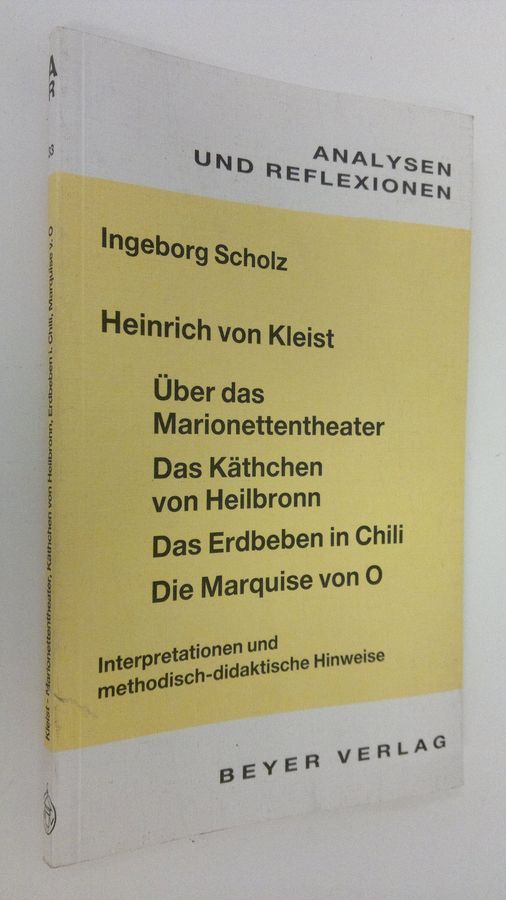 ANALYSEN
UND REFLEXIONEN
Ingeborg Scholz
Heinrich von Kleist
Über das
Marionettentheater
Das Käthchen
von Heilbronn
Das Erdbeben in Chili
Die Marquise von O
Interpretationen und
methodisch-didaktische Hinweise
BEYER VERLAG
Kleist - Marionettentheater, Käthchen von Heilbronn, Erdbeben i. Chili, Marquise v. O